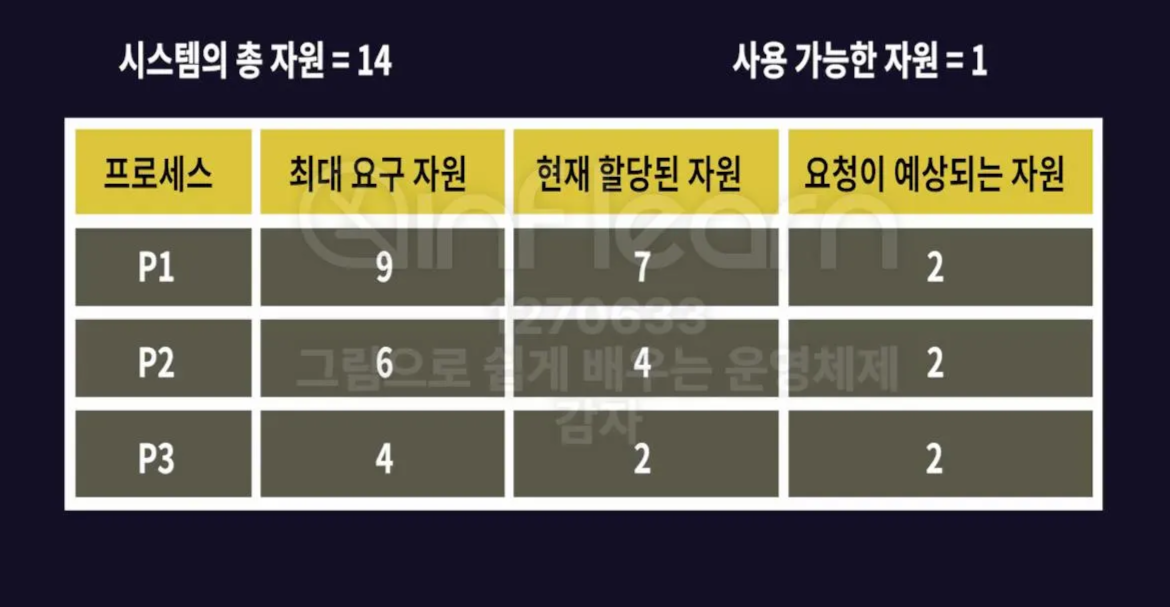 시스템의 총 자원 = 14 사용 가능한 자원 = 1
프로세스 최대 요구 자원 현재 할당된 자원 요청이 예상되는 자원
P1 9 7 2
P2 6 4 2
P3 4 2 2
inflearn
1270633
그림으로 쉽게 배우는 운영체제
감자